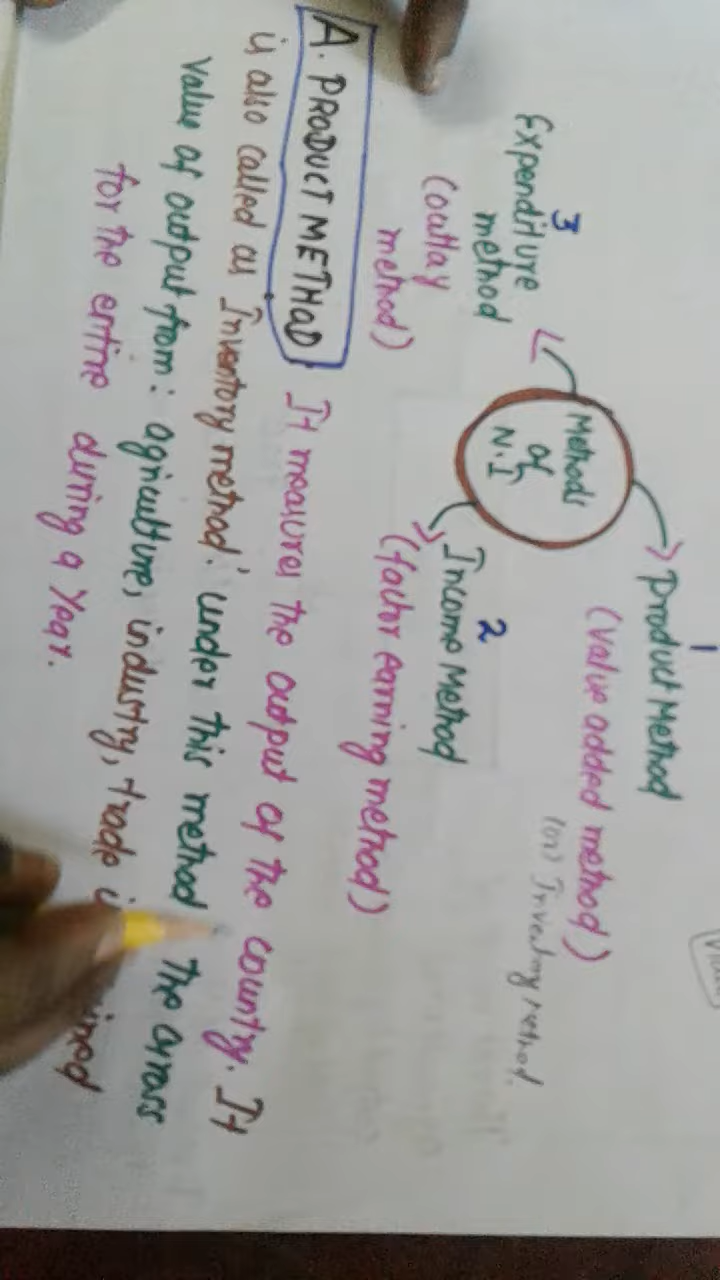 1
Product Method
(value added method)
(or) Inventory method.
Methods
of
N.I
3
Expenditure
method
(outlay
method)
2
Income Method
(factor earning method)
A. PRODUCT METHOD It measures the output of the country. It
is also called as Inventory method. under this method the gross
value of output from: agriculture, industry, trade
for the entire during a year.